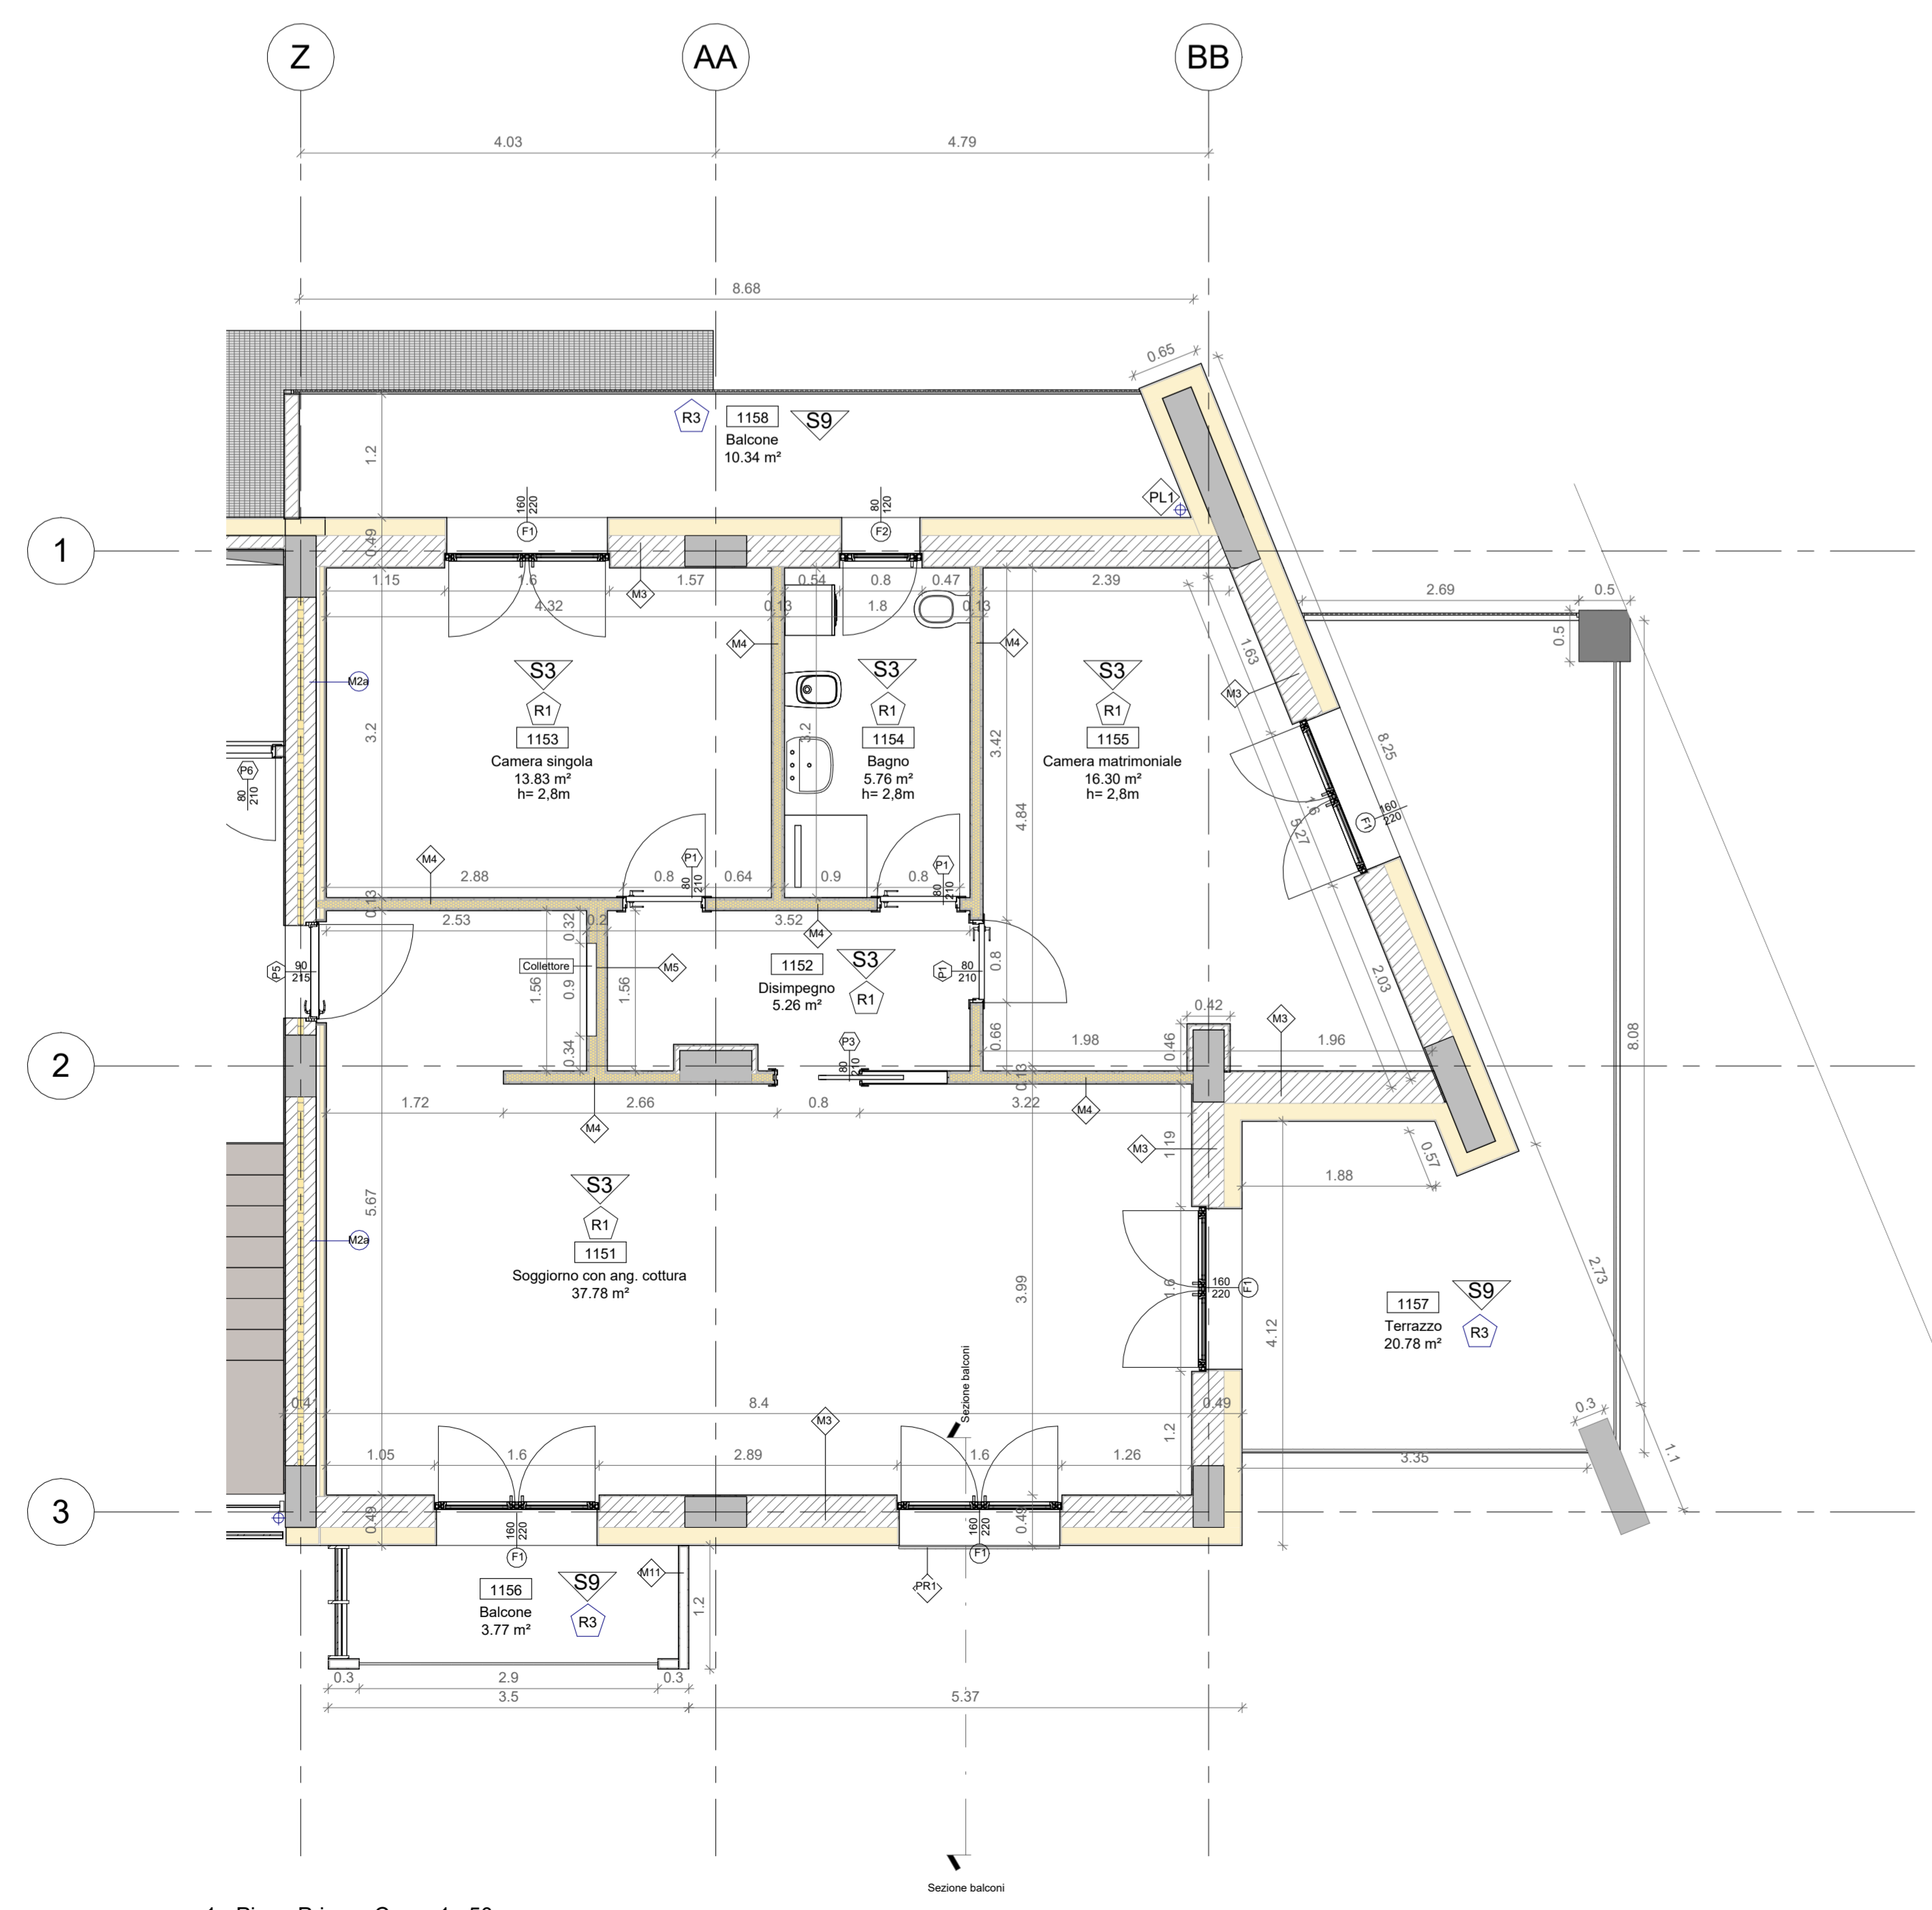 Z
AA
BB
4.03
4.79
8.68
0.65
R3
1158
S9
Balcone
10.34 m²
1.2
160
220
F1
80
120
F2
PL1
1
0.49
1.15
1.6
1.57
0.54
0.8
0.47
2.39
M3
4.32
0.13
1.8
0.13
2.69
0.5
0.5
M4
M4
1.63
M2a
M3
S3
R1
1153
Camera singola
13.83 m²
h= 2,8m
S3
R1
1154
Bagno
5.76 m²
h= 2,8m
S3
R1
1155
Camera matrimoniale
16.30 m²
h= 2,8m
3.2
3.2
3.42
4.84
8.25
P6
80
210
1.6
5.27
F1
160
220
M4
P1
80
210
P1
80
210
2.88
0.8
0.64
0.9
0.8
0.13
2.53
0.32
0.2
3.52
M4
P5
90
215
Collettore
M5
1.56
0.9
1.56
0.34
1152
S3
Disimpegno
5.26 m²
R1
P1
80
210
0.8
0.66
2.03
0.42
M3
P3
80
210
1.98
0.46
1.96
8.08
2
0.13
1.72
2.66
0.8
3.22
M4
M4
M3
1.19
0.57
1.88
5.67
S3
R1
1151
Soggiorno con ang. cottura
37.78 m²
M2a
3.99
1.6
160
220
F1
4.12
2.73
1157
S9
Terrazzo
20.78 m²
R3
Sezione balconi
0.4
8.4
0.49
M3
0.3
1.05
1.6
2.89
1.6
1.26
1.2
3.35
1.1
3
0.49
160
220
F1
160
220
F1
0.49
PR1
M11
1156
S9
Balcone
3.77 m²
R3
1.2
0.3
2.9
0.3
3.5
5.37
Sezione balconi